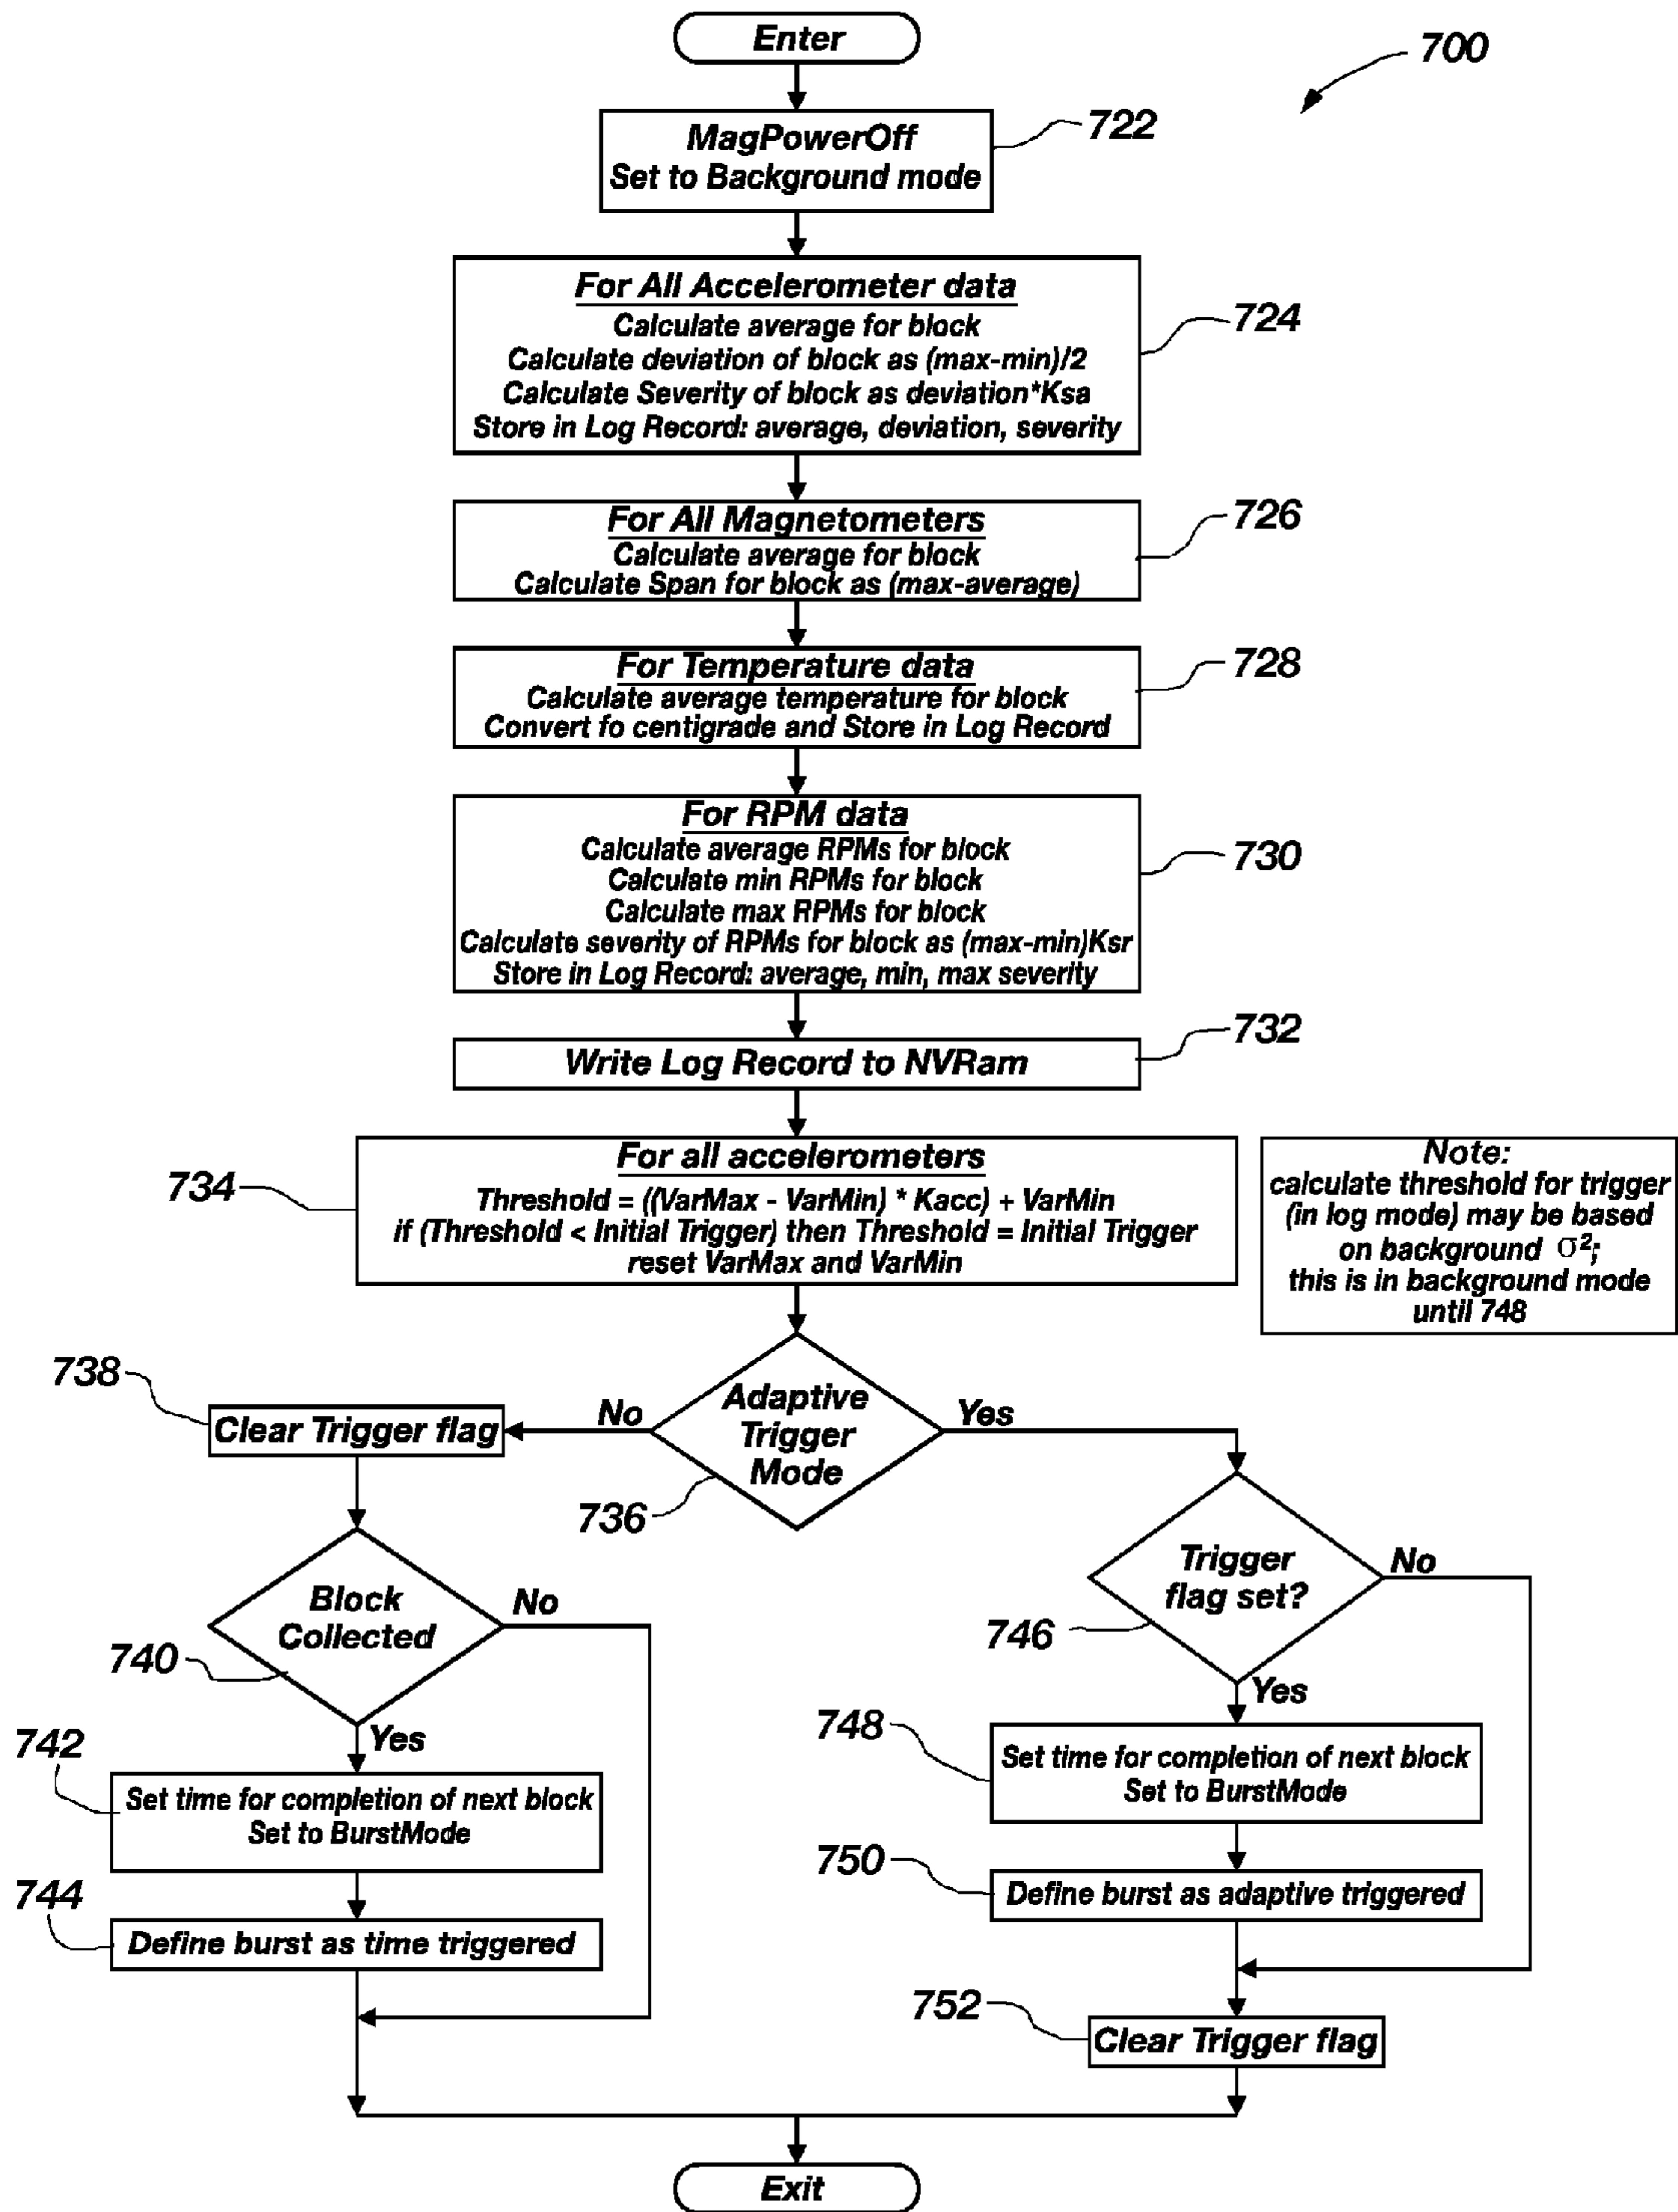 Enter
700
MagPowerOff
Set to Background mode
722
For All Accelerometer data
Calculate average for block
Calculate deviation of block as (max-min)/2
Calculate Severity of block as deviation*Ksa
Store in Log Record: average, deviation, severity
724
For All Magnetometers
Calculate average for block
Calculate Span for block as (max-average)
726
For Temperature data
Calculate average temperature for block
Convert fo centigrade and Store in Log Record
728
For RPM data
Calculate average RPMs for block
Calculate min RPMs for block
Calculate max RPMs for block
Calculate severity of RPMs for block as (max-min)Ksr
Store in Log Record: average, min, max severity
730
Write Log Record to NVRam
732
For all accelerometers
Threshold = ((VarMax - VarMin) * Kacc) + VarMin
if (Threshold < Initial Trigger) then Threshold = Initial Trigger
reset VarMax and VarMin
734
Note:
calculate threshold for trigger
(in log mode) may be based
on background σ²;
this is in background mode
until 748
Adaptive
Trigger
Mode
736
No
Yes
738
Clear Trigger flag
Block
Collected
740
No
Yes
742
Set time for completion of next block
Set to BurstMode
744
Define burst as time triggered
Trigger
flag set?
746
No
Yes
748
Set time for completion of next block
Set to BurstMode
750
Define burst as adaptive triggered
752
Clear Trigger flag
Exit